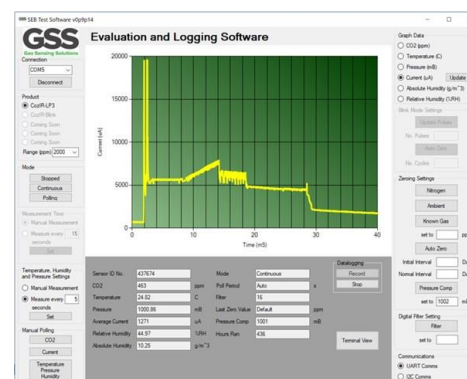 SEB Test Software v0p9p14
GSS
Gas Sensing Solutions
Evaluation and Logging Software
Connection
COM5
Disconnect
Product
CozIR-LP3
CozIR-Blink
Coming Soon
Coming Soon
Coming Soon
Range (ppm) 2000
Mode
Stopped
Continuous
Polling
Measurement Time
Manual Measurement
Measure every 15
seconds
Set
Temperature, Humidity
and Pressure Settings
Manual Measurement
Measure every 5
seconds
Set
Manual Polling
CO2
Current
Temperature
Pressure
Humidity
Current (uA)
20000
15000
10000
5000
0
0
10
20
30
40
Time (mS)
Sensor ID No. 437674
CO2 463 ppm
Temperature 24.82 C
Pressure 1000.86 mB
Average Current 1271 uA
Relative Humidity 44.97 %RH
Absolute Humidity 10.25 g/m^3
Mode Continuous
Poll Period Auto s
Filter 16
Last Zero Value Default ppm
Pressure Comp 1001 mB
Hours Ran 436
Datalogging
Record
Stop
Terminal View
Graph Data
CO2 (ppm)
Temperature (C)
Pressure (mB)
Current (uA) Update
Absolute Humidity (g/m^3)
Relative Humidity (%RH)
Blink Mode Settings
Update Pulses
No. Pulses
Auto Zero
No. Cycles
Zeroing Settings
Nitrogen
Ambient
Known Gas
set to
Auto Zero
Initial Interval
Normal Interval
Pressure Comp
set to 1002
Digital Filter Setting
Filter
set to
Communications
UART Comms
I2C Comms